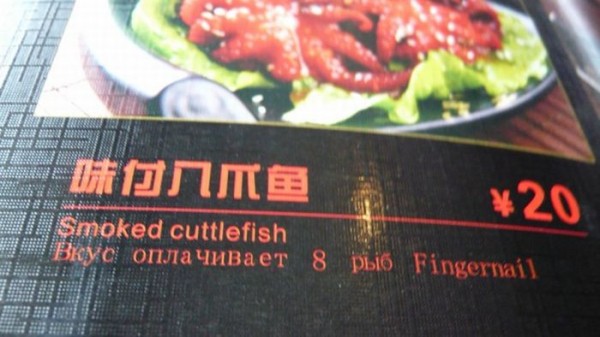 味付八爪鱼
¥20
Smoked cuttlefish
Вкус оплачивает 8 рыб Fingernail